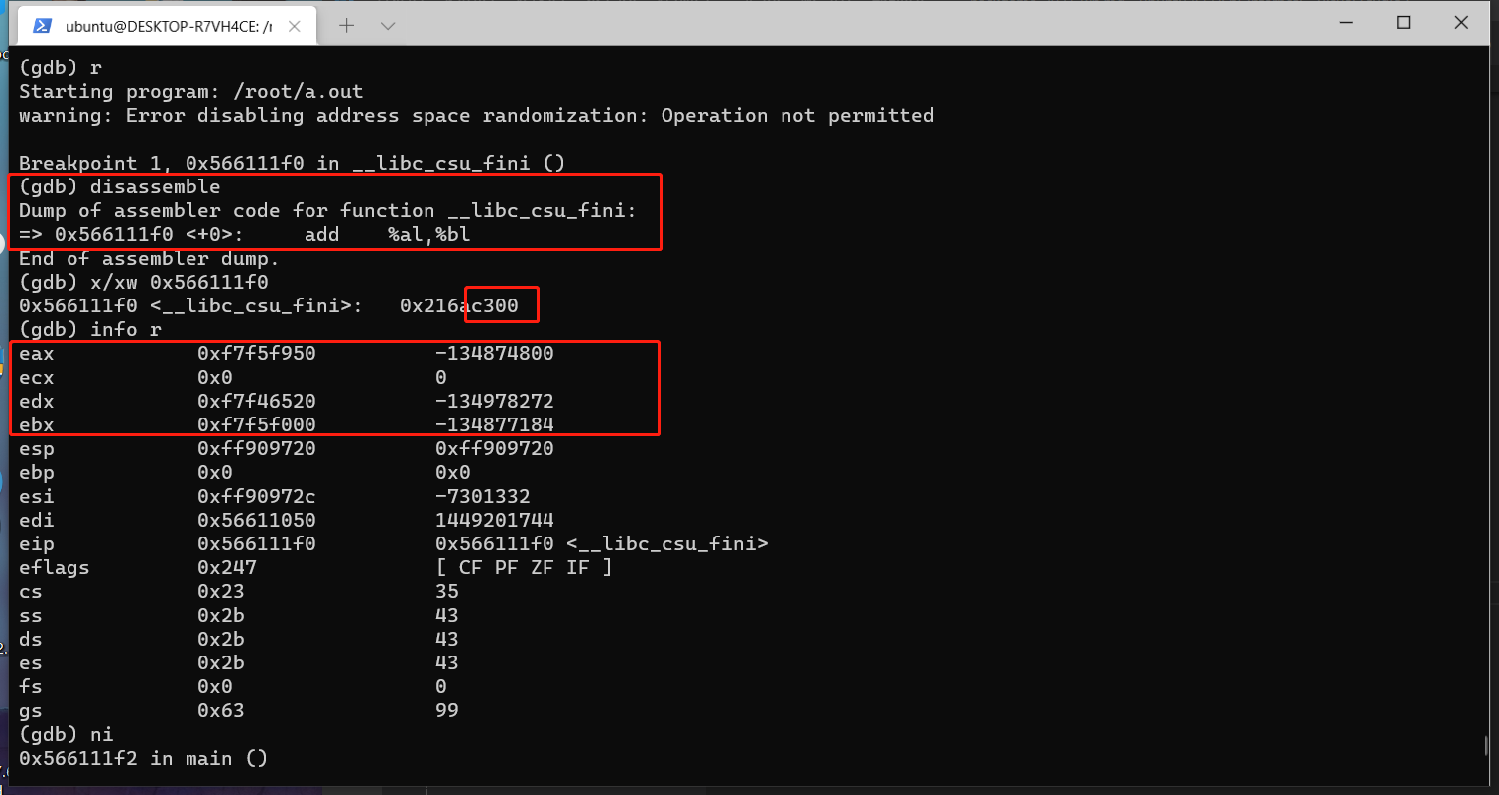 ubuntu@DESKTOP-R7VH4CE: /r
(gdb) r
Starting program: /root/a.out
warning: Error disabling address space randomization: Operation not permitted
Breakpoint 1, 0x566111f0 in __libc_csu_fini ()
(gdb) disassemble
Dump of assembler code for function __libc_csu_fini:
=> 0x566111f0 <+0>: add %al,%bl
End of assembler dump.
(gdb) x/xw 0x566111f0
0x566111f0 <__libc_csu_fini>: 0x216ac300
(gdb) info r
eax 0xf7f5f950 -134874800
ecx 0x0 0
edx 0xf7f46520 -134978272
ebx 0xf7f5f000 -134877184
esp 0xff909720 0xff909720
ebp 0x0 0x0
esi 0xff90972c -7301332
edi 0x56611050 1449201744
eip 0x566111f0 0x566111f0 <__libc_csu_fini>
eflags 0x247 [ CF PF ZF IF ]
cs 0x23 35
ss 0x2b 43
ds 0x2b 43
es 0x2b 43
fs 0x0 0
gs 0x63 99
(gdb) ni
0x566111f2 in main ()